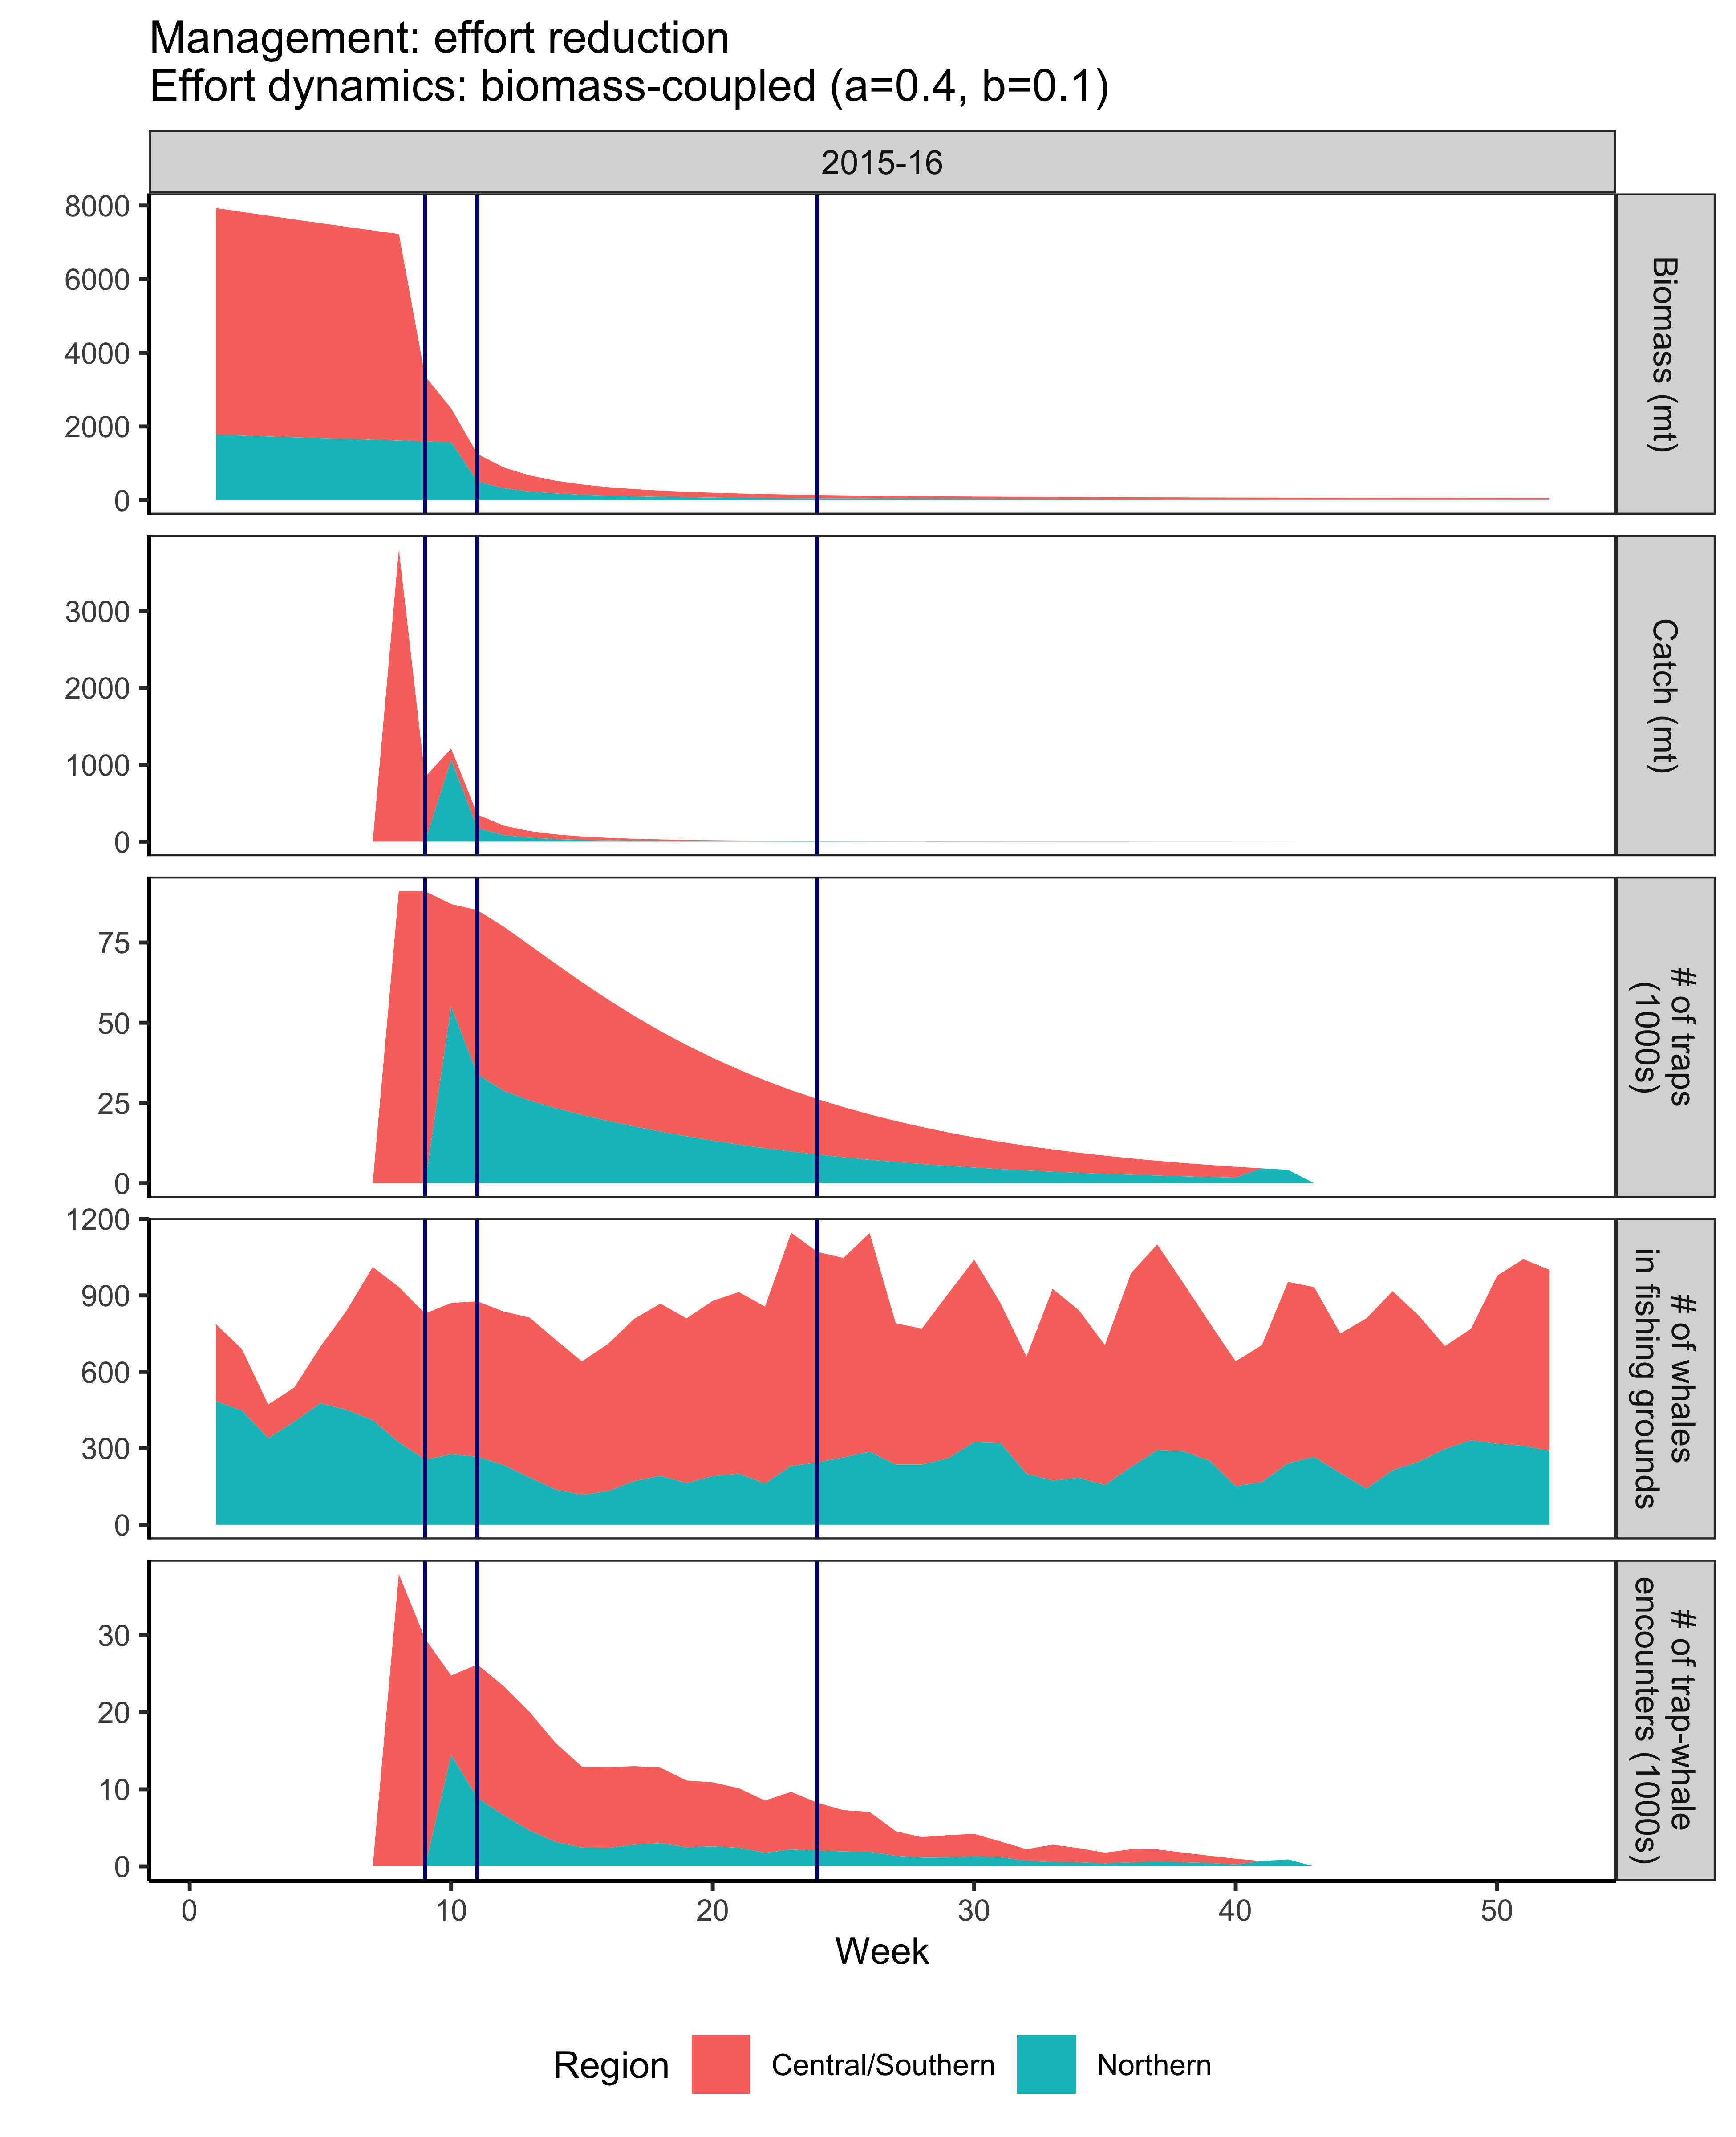 Management: effort reduction
Effort dynamics: biomass-coupled (a=0.4, b=0.1)
2015-16
8000
6000
4000
2000
0
Biomass (mt)
3000
2000
1000
0
Catch (mt)
75
50
25
0
# of traps
(1000s)
1200
900
600
300
0
# of whales
in fishing grounds
30
20
10
0
# of trap-whale
encounters (1000s)
0 10 20 30 40 50
Week
Region Central/Southern Northern